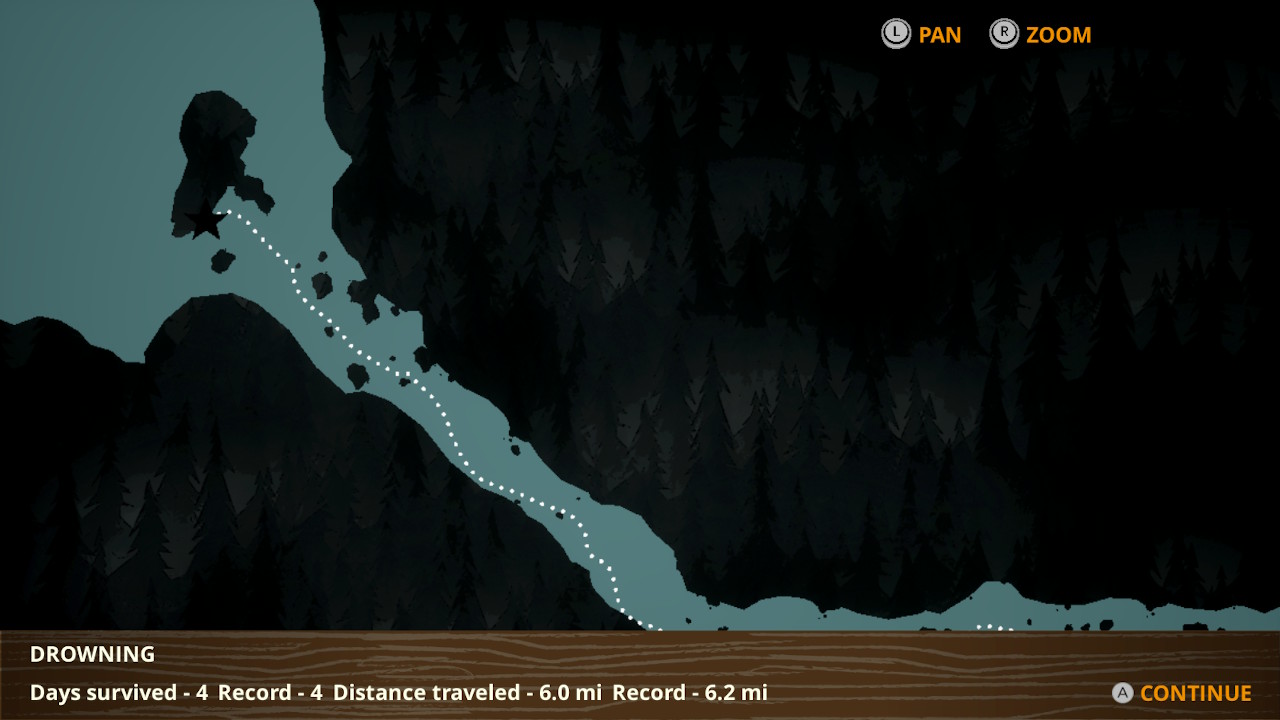 L PAN R ZOOM
DROWNING
Days survived - 4 Record - 4 Distance traveled - 6.0 mi Record - 6.2 mi
A CONTINUE